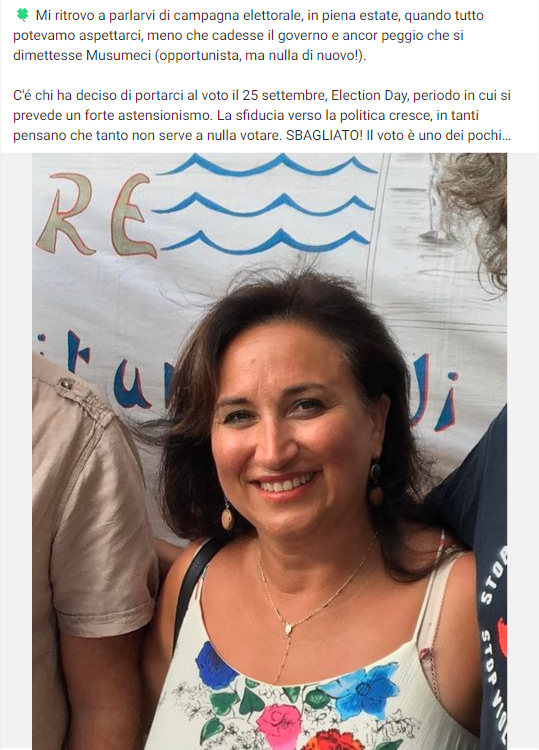 🍀 Mi ritrovo a parlarvi di campagna elettorale, in piena estate, quando tutto
potevamo aspettarci, meno che cadesse il governo e ancor peggio che si
dimettesse Musumeci (opportunista, ma nulla di nuovo!).
C'é chi ha deciso di portarci al voto il 25 settembre, Election Day, periodo in cui si
prevede un forte astensionismo. La sfiducia verso la politica cresce, in tanti
pensano che tanto non serve a nulla votare. SBAGLIATO! Il voto è uno dei pochi...
RE
STOP